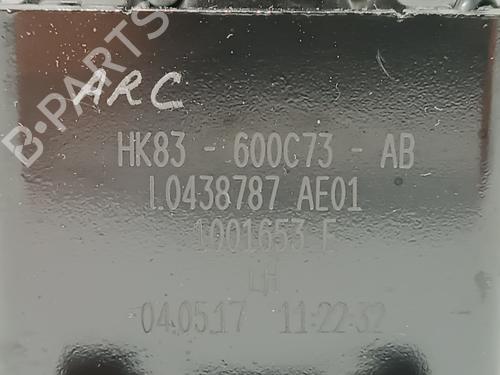 B-PARTS
ARC
HK83 - 600C73 - AB
L0438787 AE01
1001653 F
LH
04.05.17 11:22:32